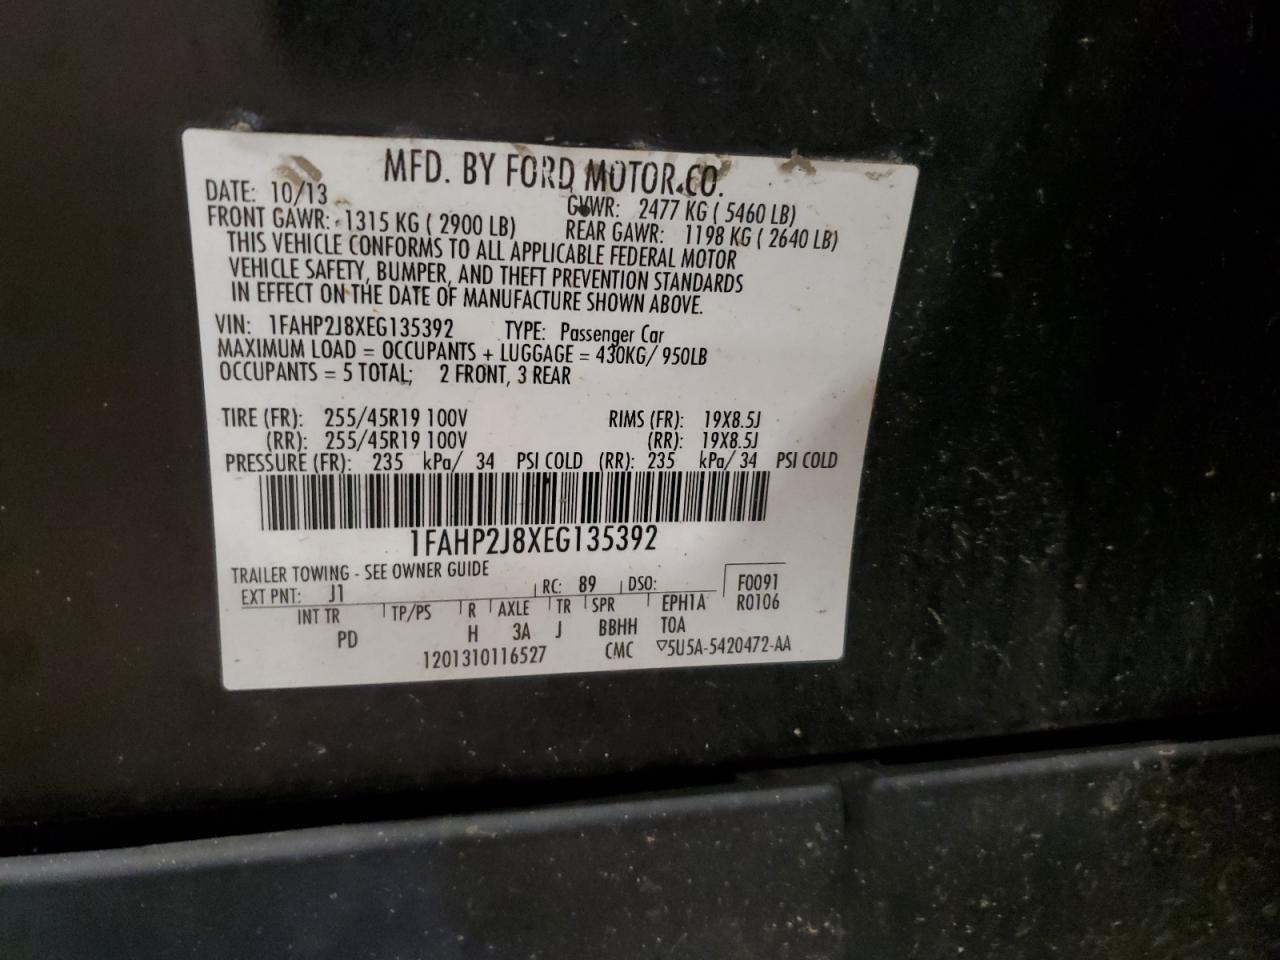 MFD. BY FORD MOTOR CO.
DATE: 10/13 GVWR: 2477 KG ( 5460 LB)
FRONT GAWR: 1315 KG ( 2900 LB) REAR GAWR: 1198 KG ( 2640 LB)
THIS VEHICLE CONFORMS TO ALL APPLICABLE FEDERAL MOTOR
VEHICLE SAFETY, BUMPER, AND THEFT PREVENTION STANDARDS
IN EFFECT ON THE DATE OF MANUFACTURE SHOWN ABOVE.
VIN: 1FAHP2J8XEG135392 TYPE: Passenger Car
MAXIMUM LOAD = OCCUPANTS + LUGGAGE = 430KG/ 950LB
OCCUPANTS = 5 TOTAL; 2 FRONT, 3 REAR
TIRE (FR): 255/45R19 100V RIMS (FR): 19X8.5J
(RR): 255/45R19 100V (RR): 19X8.5J
PRESSURE (FR): 235 kPa/ 34 PSI COLD (RR): 235 kPa/ 34 PSI COLD
1FAHP2J8XEG135392
TRAILER TOWING - SEE OWNER GUIDE
EXT PNT: J1 RC: 89 DSO: F0091
INT TR TP/PS R AXLE TR SPR EPH1A R0106
PD H 3A J BBHH TOA
1201310116527 CMC ▽5U5A-5420472-AA